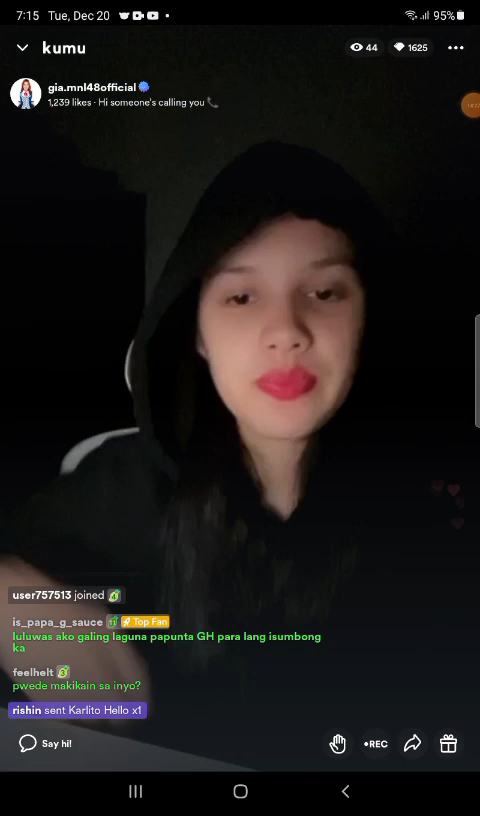 7:15 Tue, Dec 20 95%
kumu 44 1625
gia.mnl48official
1,239 likes · Hi someone's calling you
user757513 joined 4
is_papa_g_sauce Top Fan
luluwas ako galing laguna papunta GH para lang isumbong
ka
feelhelt 3
pwede makikain sa inyo?
rishin sent Karlito Hello x1
Say hi! •REC